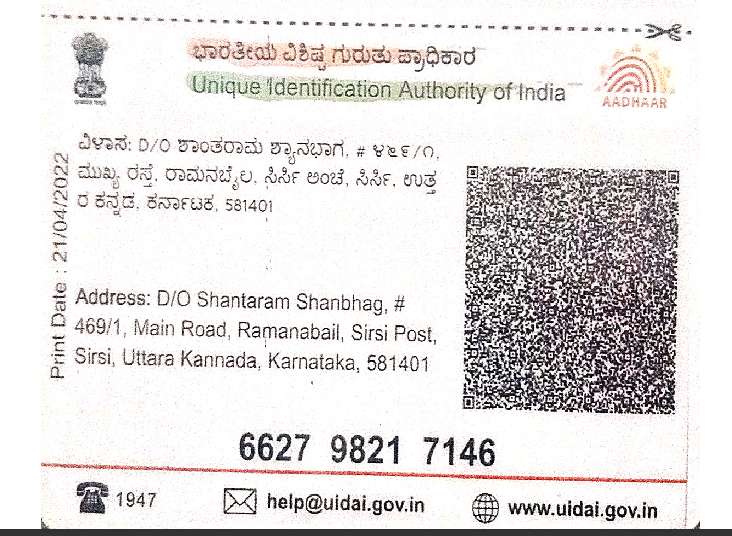 ಭಾರತೀಯ ವಿಶಿಷ್ಟ ಗುರುತು ಪ್ರಾಧಿಕಾರ
Unique Identification Authority of India
AADHAAR
ವಿಳಾಸ: D/O ಶಾಂತರಾಮ ಶ್ಯಾನಭಾಗ, # ೪೬೯/೧,
ಮುಖ್ಯ ರಸ್ತೆ, ರಾಮನಬೈಲ, ಸಿರ್ಸಿ ಅಂಚೆ, ಸಿರ್ಸಿ, ಉತ್ತ
ರ ಕನ್ನಡ, ಕರ್ನಾಟಕ, 581401
Print Date : 21/04/2022
Address: D/O Shantaram Shanbhag, #
469/1, Main Road, Ramanabail, Sirsi Post,
Sirsi, Uttara Kannada, Karnataka, 581401
6627 9821 7146
1947
help@uidai.gov.in
www.uidai.gov.in